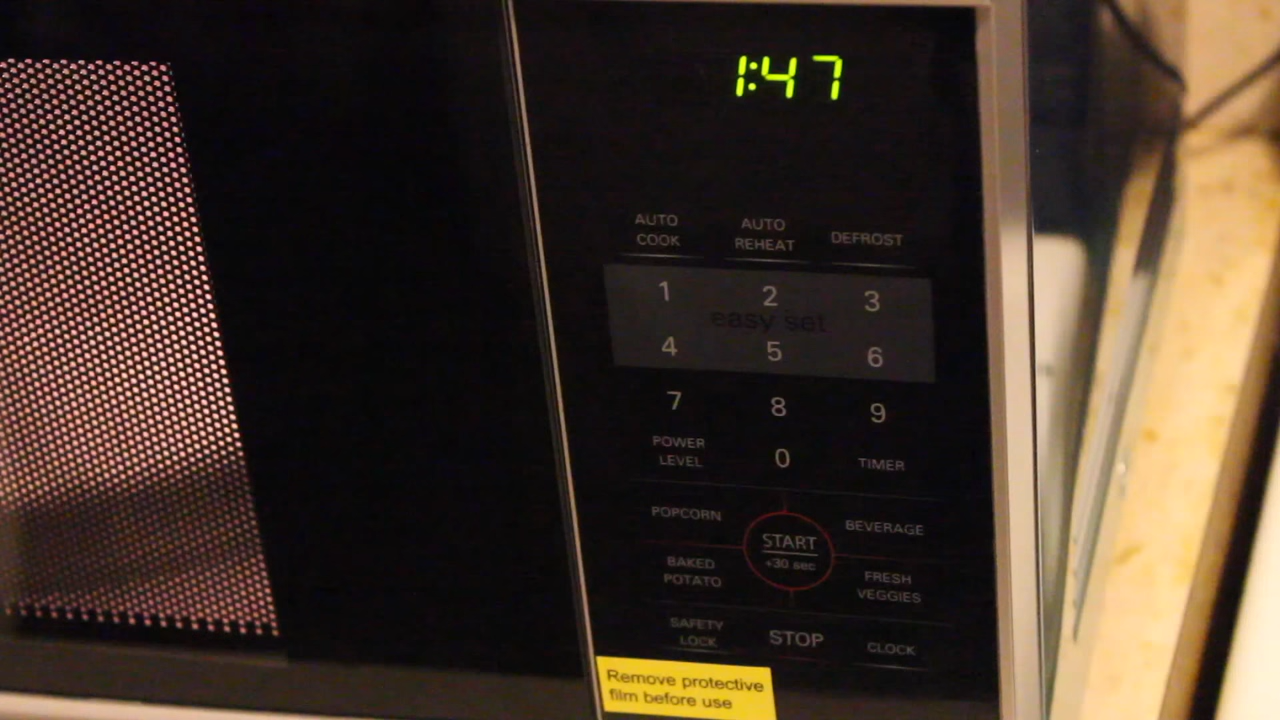 1:47
AUTO COOK
AUTO REHEAT
DEFROST
1 2 3
easy set
4 5 6
7 8 9
POWER LEVEL
0
TIMER
POPCORN
START
+30 sec
BEVERAGE
BAKED POTATO
FRESH VEGGIES
SAFETY LOCK
STOP
CLOCK
Remove protective
film before use